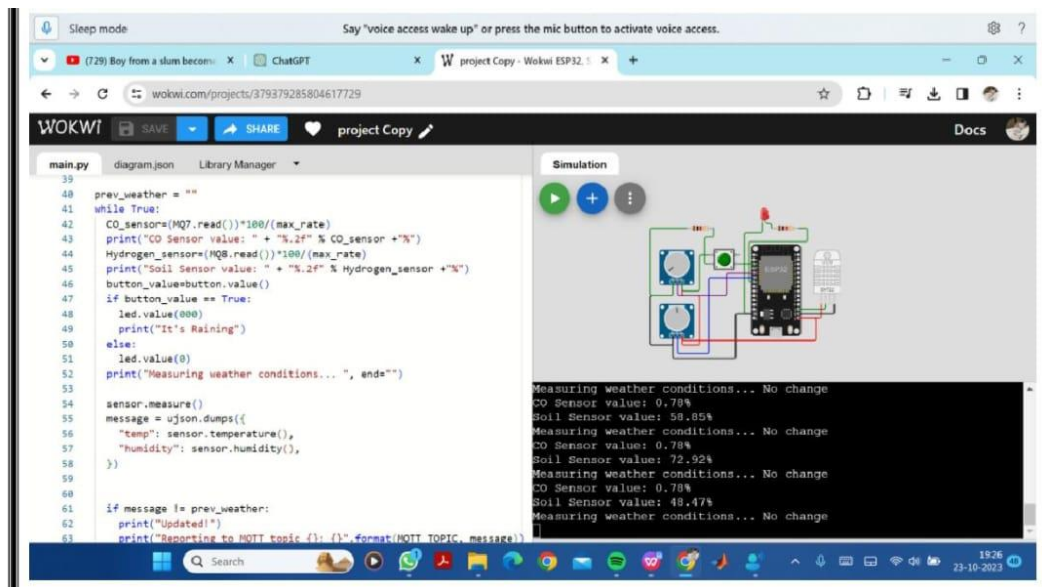 Sleep mode
Say "voice access wake up" or press the mic button to activate voice access.
(729) Boy from a slum becom
ChatGPT
project Copy - Wokwi ESP32, S
wokwi.com/projects/379379285804617729
WOKWI
SAVE
SHARE
project Copy
Docs
main.py
diagram.json
Library Manager
Simulation
39
40 prev_weather = ""
41 while True:
42 CO_sensor=(MQ7.read())*100/(max_rate)
43 print("CO Sensor value: " + "%.2f" % CO_sensor +"%")
44 Hydrogen_sensor=(MQ8.read())*100/(max_rate)
45 print("Soil Sensor value: " + "%.2f" % Hydrogen_sensor +"%")
46 button_value=button.value()
47 if button_value == True:
48 led.value(000)
49 print("It's Raining")
50 else:
51 led.value(0)
52 print("Measuring weather conditions... ", end="")
53
54 sensor.measure()
55 message = ujson.dumps({
56 "temp": sensor.temperature(),
57 "humidity": sensor.humidity(),
58 })
59
60
61 if message != prev_weather:
62 print("Updated!")
63 print("Reporting to MQTT topic {}: {}".format(MQTT_TOPIC, message))
ESP32
Measuring weather conditions... No change
CO Sensor value: 0.78%
Soil Sensor value: 58.85%
Measuring weather conditions... No change
CO Sensor value: 0.78%
Soil Sensor value: 72.92%
Measuring weather conditions... No change
CO Sensor value: 0.78%
Soil Sensor value: 48.47%
Measuring weather conditions... No change
Search
19:26
23-10-2023